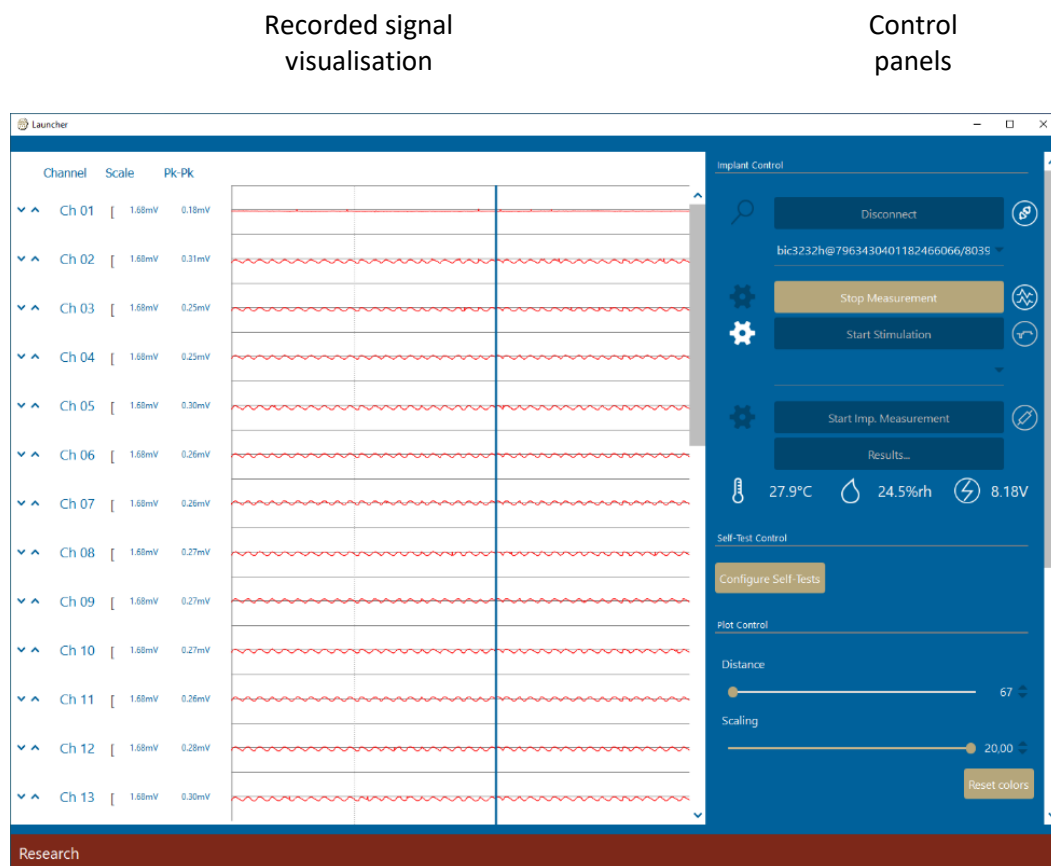 Recorded signal
visualisation
Control
panels
Launcher
Channel Scale Pk-Pk
Ch 01 [ 1.68mV 0.18mV
Ch 02 [ 1.68mV 0.31mV
Ch 03 [ 1.68mV 0.25mV
Ch 04 [ 1.68mV 0.25mV
Ch 05 [ 1.68mV 0.30mV
Ch 06 [ 1.68mV 0.26mV
Ch 07 [ 1.68mV 0.26mV
Ch 08 [ 1.68mV 0.27mV
Ch 09 [ 1.68mV 0.27mV
Ch 10 [ 1.68mV 0.27mV
Ch 11 [ 1.68mV 0.26mV
Ch 12 [ 1.68mV 0.28mV
Ch 13 [ 1.68mV 0.30mV
Implant Control
Disconnect
bic3232h@7963430401182466066/8039
Stop Measurement
Start Stimulation
Start Imp. Measurement
Results...
27.9°C 24.5%rh 8.18V
Self-Test Control
Configure Self-Tests
Plot Control
Distance
67
Scaling
20,00
Reset colors
Research